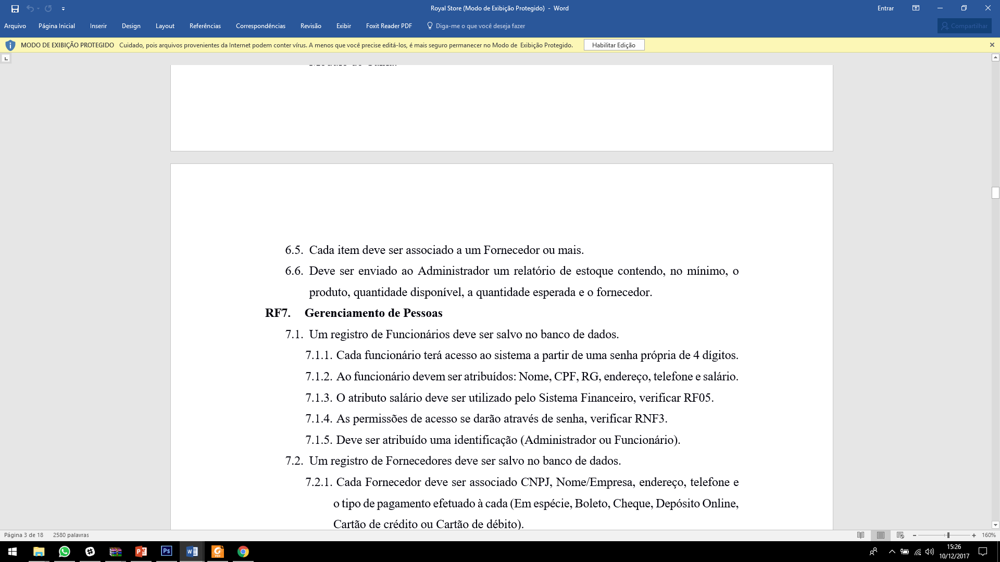 Royal Store (Modo de Exibição Protegido) - Word
Entrar
Arquivo Página Inicial Inserir Design Layout Referências Correspondências Revisão Exibir Foxit Reader PDF Diga-me o que você deseja fazer Compartilhar
MODO DE EXIBIÇÃO PROTEGIDO Cuidado, pois arquivos provenientes da Internet podem conter vírus. A menos que você precise editá-los, é mais seguro permanecer no Modo de Exibição Protegido. Habilitar Edição
6.5. Cada item deve ser associado a um Fornecedor ou mais.
6.6. Deve ser enviado ao Administrador um relatório de estoque contendo, no mínimo, o
produto, quantidade disponível, a quantidade esperada e o fornecedor.
RF7. Gerenciamento de Pessoas
7.1. Um registro de Funcionários deve ser salvo no banco de dados.
7.1.1. Cada funcionário terá acesso ao sistema a partir de uma senha própria de 4 dígitos.
7.1.2. Ao funcionário devem ser atribuídos: Nome, CPF, RG, endereço, telefone e salário.
7.1.3. O atributo salário deve ser utilizado pelo Sistema Financeiro, verificar RF05.
7.1.4. As permissões de acesso se darão através de senha, verificar RNF3.
7.1.5. Deve ser atribuído uma identificação (Administrador ou Funcionário).
7.2. Um registro de Fornecedores deve ser salvo no banco de dados.
7.2.1. Cada Fornecedor deve ser associado CNPJ, Nome/Empresa, endereço, telefone e
o tipo de pagamento efetuado à cada (Em espécie, Boleto, Cheque, Depósito Online,
Cartão de crédito ou Cartão de débito).
Página 3 de 18 2580 palavras 160%
15:26
10/12/2017